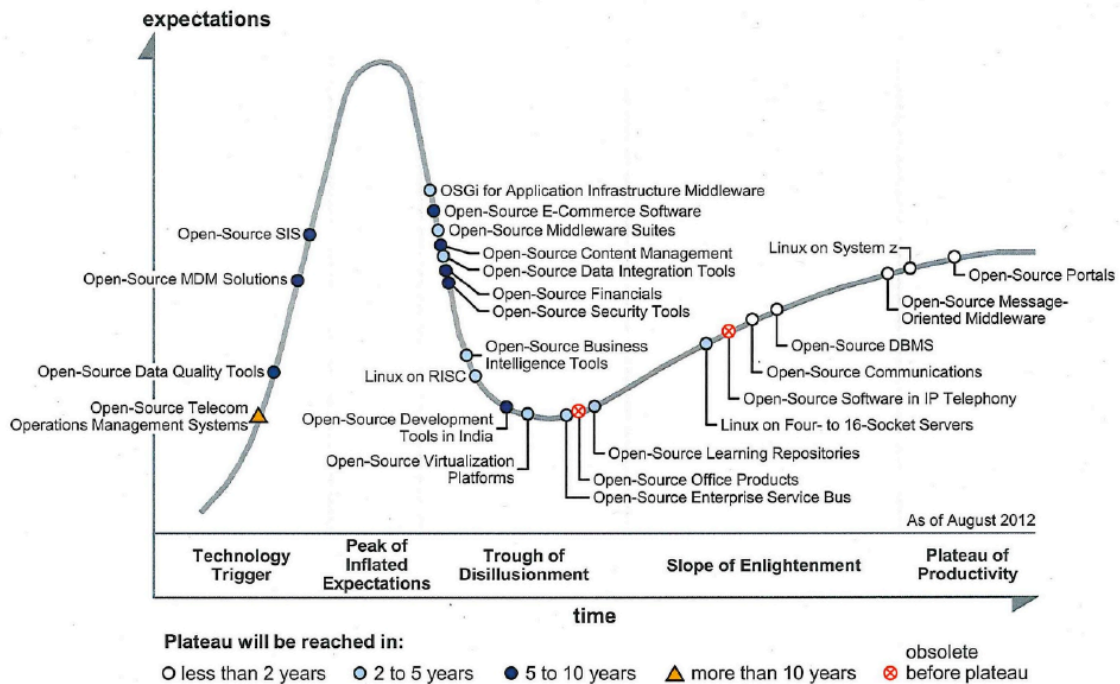 expectations
OSGi for Application Infrastructure Middleware
Open-Source E-Commerce Software
Open-Source Middleware Suites
Open-Source SIS
Open-Source Content Management
Linux on System z
Open-Source Data Integration Tools
Open-Source Portals
Open-Source MDM Solutions
Open-Source Financials
Open-Source Security Tools
Open-Source Message-
Oriented Middleware
Open-Source Business
Intelligence Tools
Open-Source DBMS
Open-Source Data Quality Tools
Linux on RISC
Open-Source Communications
Open-Source Telecom
Operations Management Systems
Open-Source Software in IP Telephony
Open-Source Development
Tools in India
Linux on Four- to 16-Socket Servers
Open-Source Virtualization
Platforms
Open-Source Learning Repositories
Open-Source Office Products
Open-Source Enterprise Service Bus
As of August 2012
Technology
Trigger
Peak of
Inflated
Expectations
Trough of
Disillusionment
Slope of Enlightenment
Plateau of
Productivity
time
Plateau will be reached in:
less than 2 years
2 to 5 years
5 to 10 years
more than 10 years
obsolete
before plateau